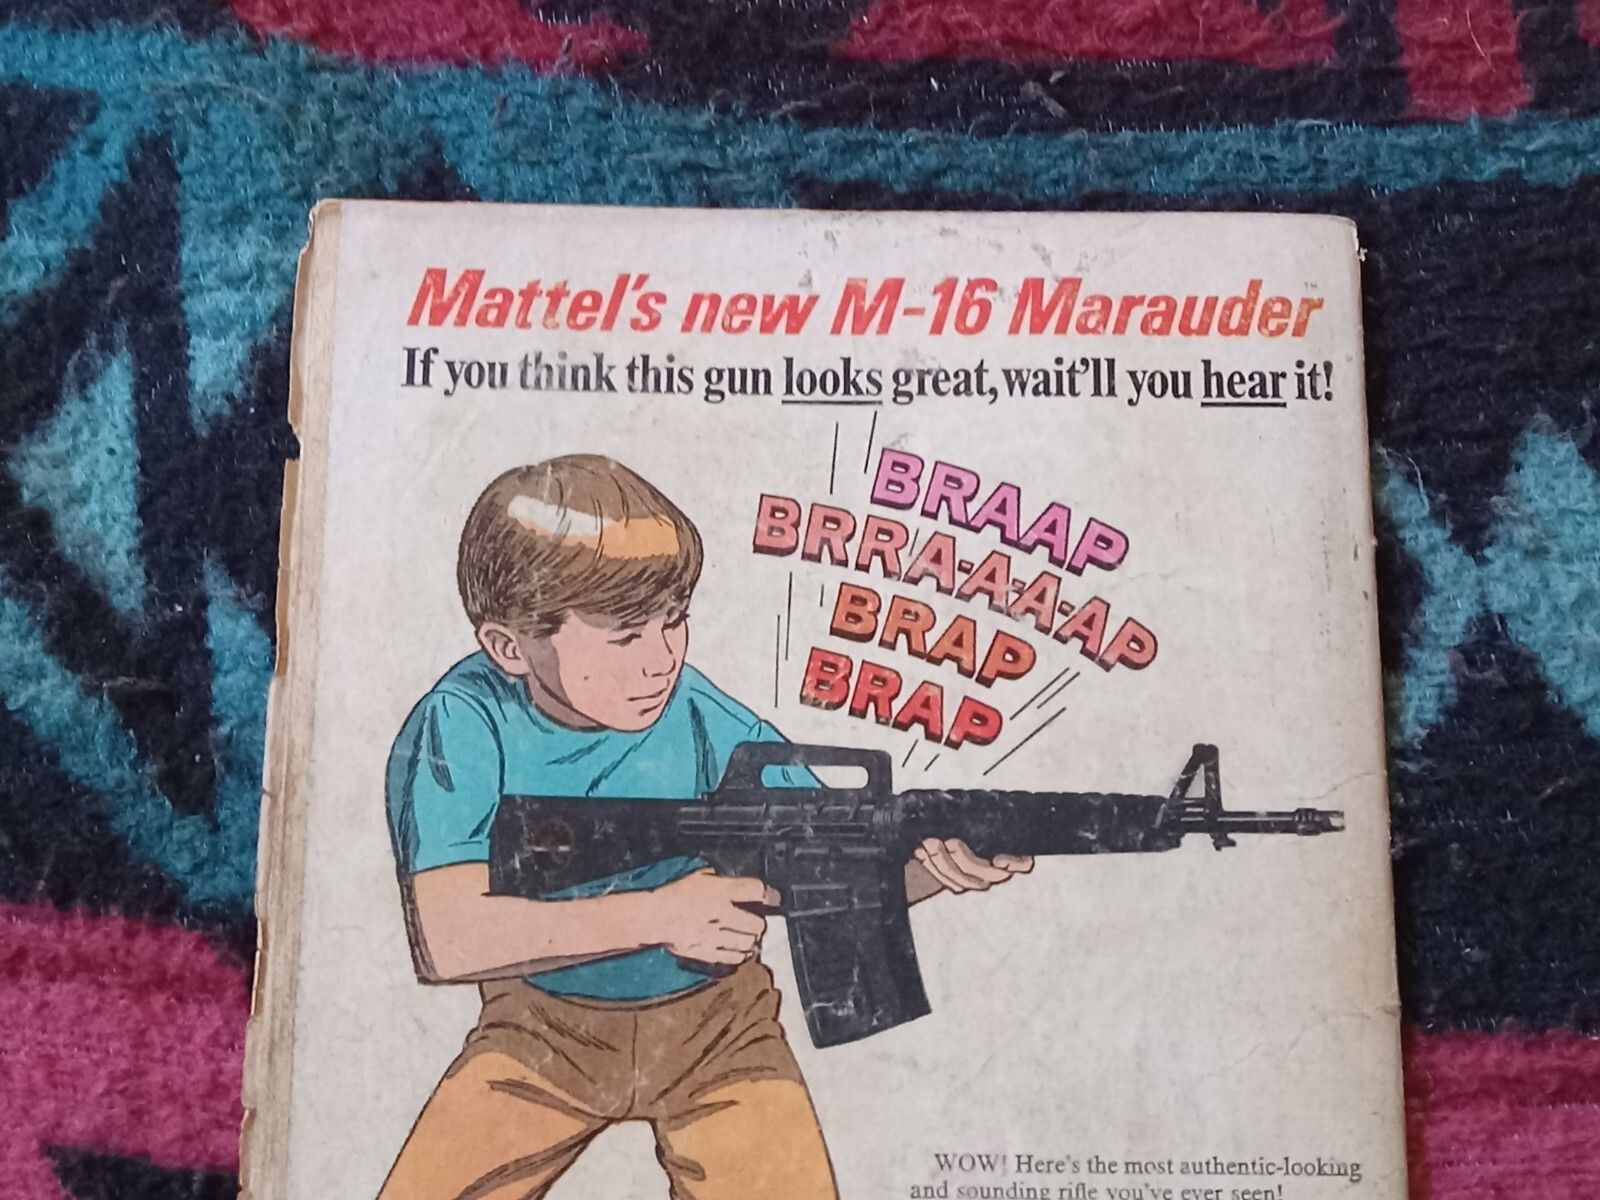 Mattel's new M-16 Marauder
If you think this gun looks great, wait'll you hear it!
BRAAP
BRRA-A-A-AP
BRAP
BRAP
WOW! Here's the most authentic-looking
and sounding rifle you've ever seen!